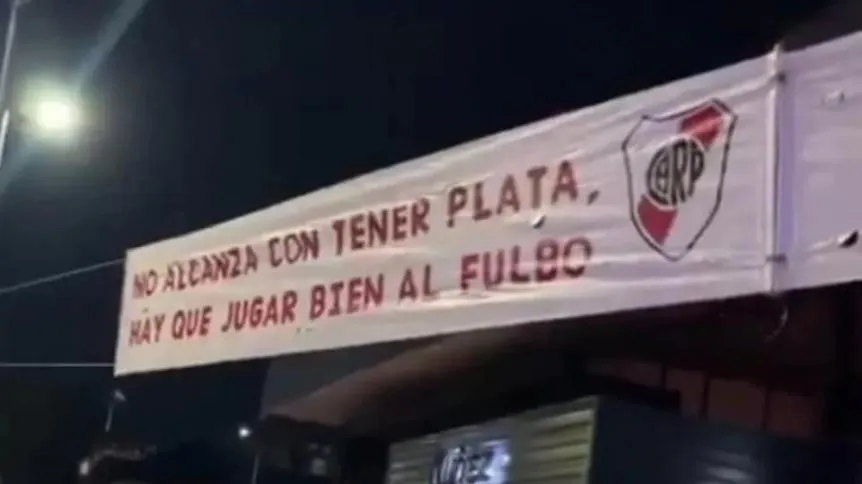 NO ALCANZA CON TENER PLATA,
HAY QUE JUGAR BIEN AL FULBO
CARP